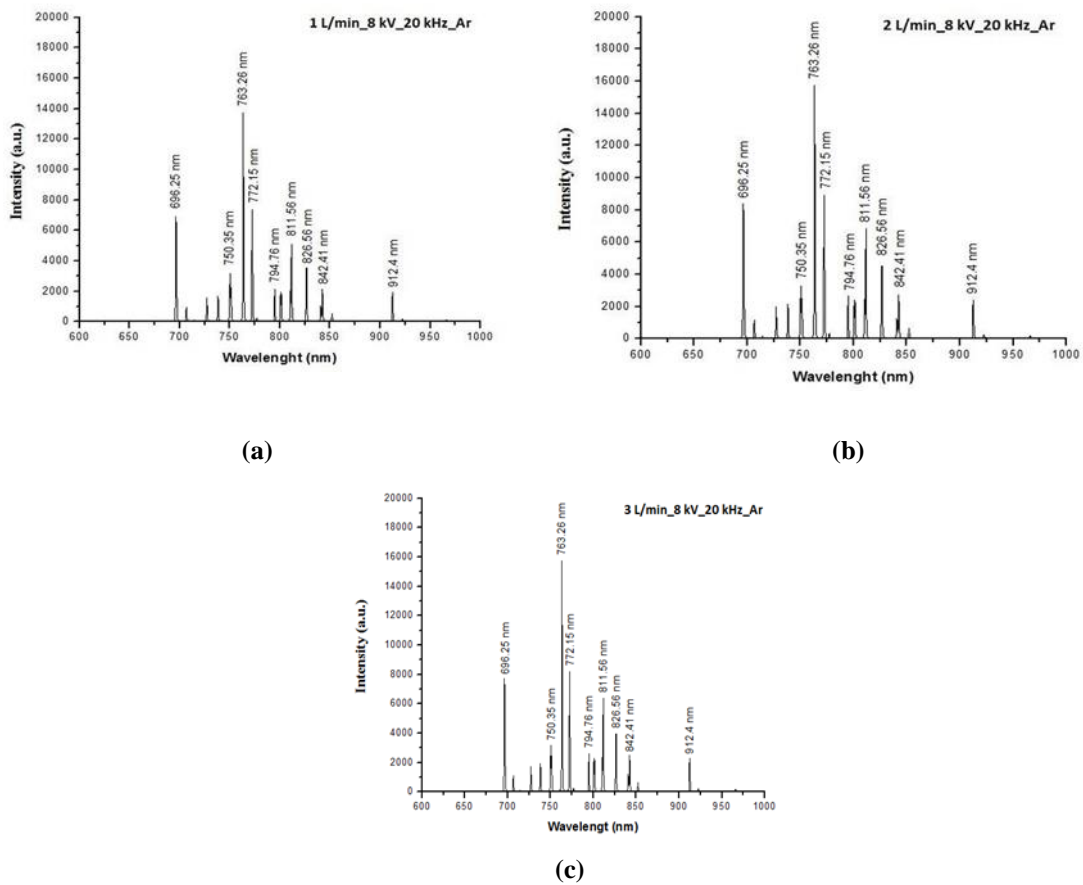 1 L/min_8 kV_20 kHz_Ar
Intensity (a.u.)
20000
18000
16000
14000
12000
10000
8000
6000
4000
2000
0
696.25 nm
750.35 nm
763.26 nm
772.15 nm
794.76 nm
811.56 nm
826.56 nm
842.41 nm
912.4 nm
600 650 700 750 800 850 900 950 1000
Wavelenght (nm)
(a)
2 L/min_8 kV_20 kHz_Ar
Intensity (a.u.)
20000
18000
16000
14000
12000
10000
8000
6000
4000
2000
0
696.25 nm
750.35 nm
763.26 nm
772.15 nm
794.76 nm
811.56 nm
826.56 nm
842.41 nm
912.4 nm
600 650 700 750 800 850 900 950 1000
Wavelenght (nm)
(b)
3 L/min_8 kV_20 kHz_Ar
Intensity (a.u.)
20000
18000
16000
14000
12000
10000
8000
6000
4000
2000
0
696.25 nm
750.35 nm
763.26 nm
772.15 nm
794.76 nm
811.56 nm
826.56 nm
842.41 nm
912.4 nm
600 650 700 750 800 850 900 950 1000
Wavelengt (nm)
(c)